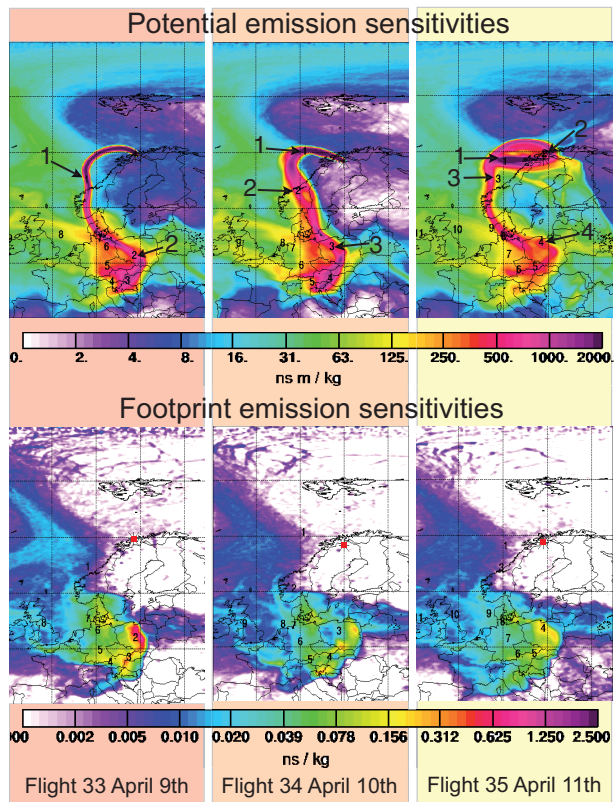 Potential emission sensitivities
1
2
1
2
3
1
2
3
4
0. 2. 4. 8. 16. 31. 63. 125. 250. 500. 1000. 2000.
ns m / kg
Footprint emission sensitivities
000 0.002 0.005 0.010 0.020 0.039 0.078 0.156 0.312 0.625 1.250 2.500
ns / kg
Flight 33 April 9th
Flight 34 April 10th
Flight 35 April 11th